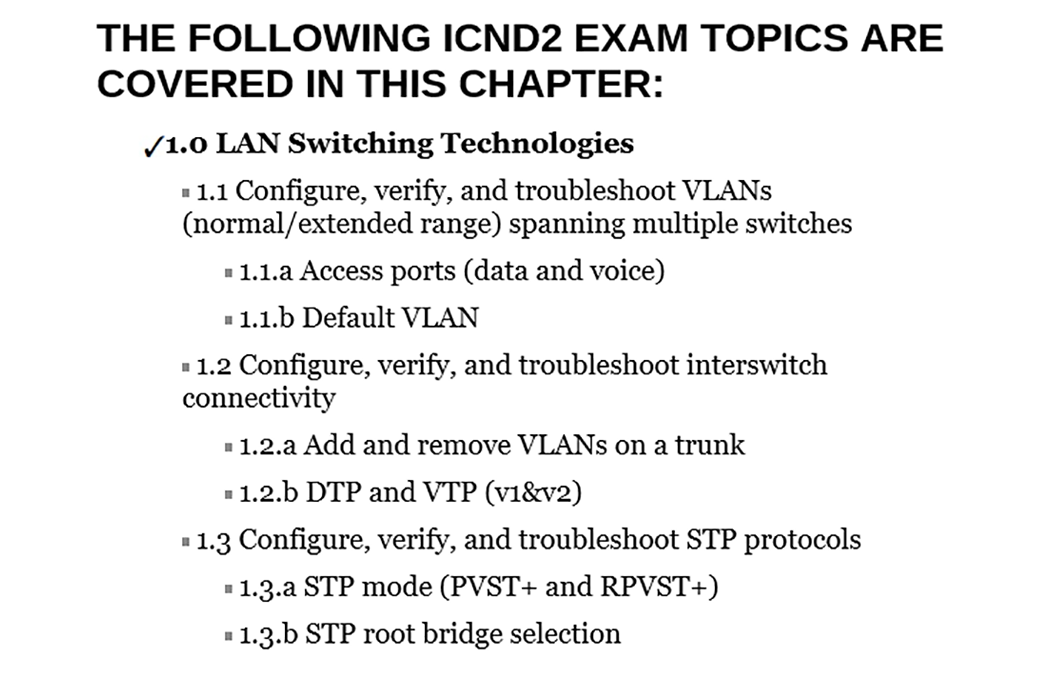 THE FOLLOWING ICND2 EXAM TOPICS ARE
COVERED IN THIS CHAPTER:
✓1.0 LAN Switching Technologies
▪ 1.1 Configure, verify, and troubleshoot VLANs
(normal/extended range) spanning multiple switches
▪ 1.1.a Access ports (data and voice)
▪ 1.1.b Default VLAN
▪ 1.2 Configure, verify, and troubleshoot interswitch
connectivity
▪ 1.2.a Add and remove VLANs on a trunk
▪ 1.2.b DTP and VTP (v1&v2)
▪ 1.3 Configure, verify, and troubleshoot STP protocols
▪ 1.3.a STP mode (PVST+ and RPVST+)
▪ 1.3.b STP root bridge selection